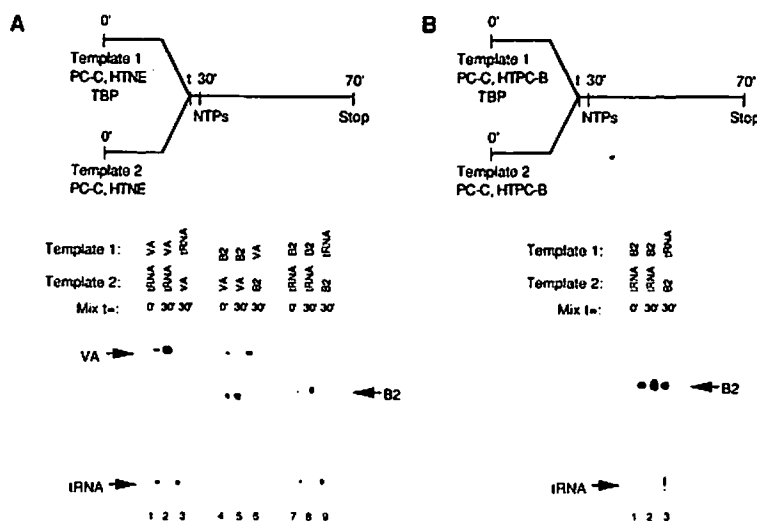 A
0'
Template 1
PC-C, HTNE
TBP
t 30'
70'
NTPs
Stop
0'
Template 2
PC-C, HTNE
Template 1: VA VA tRNA B2 B2 VA B2 B2 tRNA
Template 2: tRNA tRNA VA VA VA B2 tRNA tRNA B2
Mix t=: 0' 30' 30' 0' 30' 30' 0' 30' 30'
VA
B2
tRNA
1 2 3 4 5 6 7 8 9
B
0'
Template 1
PC-C, HTPC-B
TBP
t 30'
70'
NTPs
Stop
0'
Template 2
PC-C, HTPC-B
Template 1: B2 B2 tRNA
Template 2: tRNA tRNA B2
Mix t=: 0' 30' 30'
B2
tRNA
1 2 3